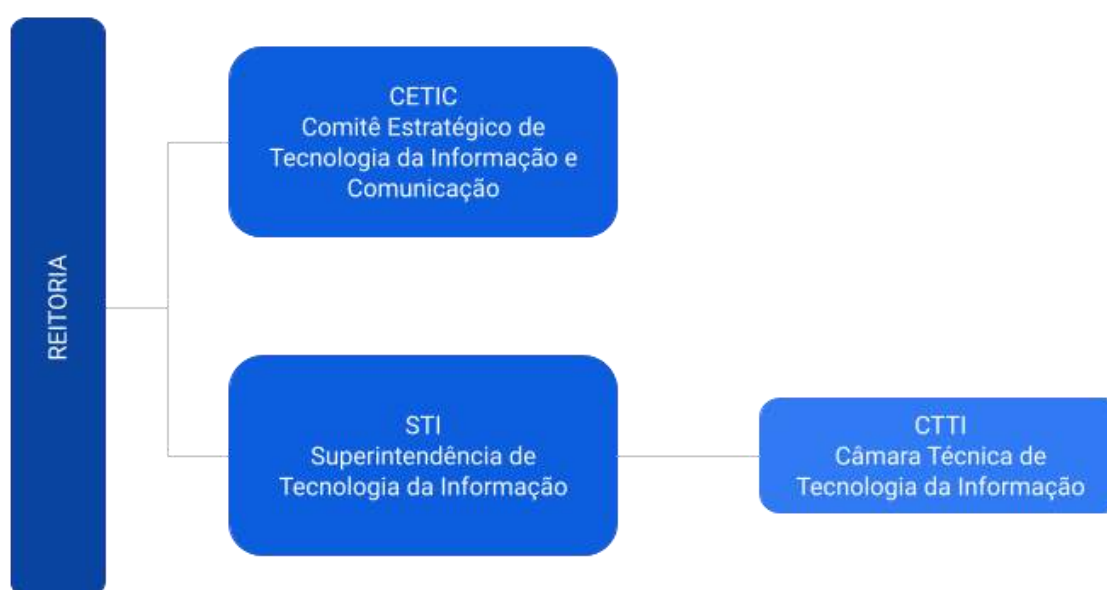 REITORIA
CETIC
Comitê Estratégico de
Tecnologia da Informação e
Comunicação
STI
Superintendência de
Tecnologia da Informação
CTTI
Câmara Técnica de
Tecnologia da Informação